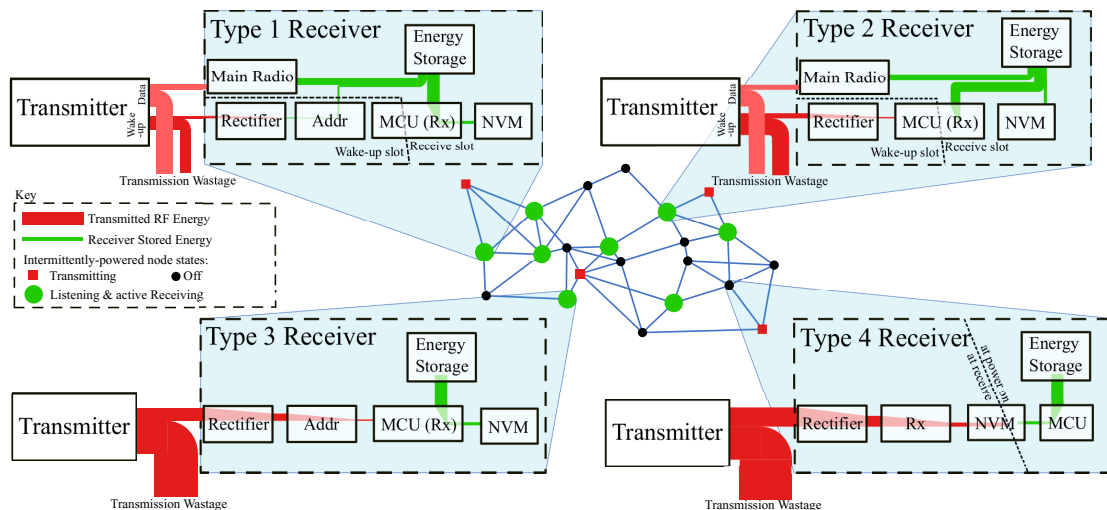 Type 1 Receiver
Energy
Storage
Main Radio
Transmitter
Data
Wake
-up
Rectifier
Addr
MCU (Rx)
NVM
Wake-up slot
Receive slot
Transmission Wastage
Type 2 Receiver
Energy
Storage
Main Radio
Transmitter
Data
Wake
-up
Rectifier
MCU (Rx)
NVM
Wake-up slot
Receive slot
Transmission Wastage
Key
Transmitted RF Energy
Receiver Stored Energy
Intermittently-powered node states:
Transmitting
Off
Listening & active Receiving
Type 3 Receiver
Energy
Storage
Transmitter
Rectifier
Addr
MCU (Rx)
NVM
Transmission Wastage
Type 4 Receiver
at power on
at receive
Energy
Storage
Transmitter
Rectifier
Rx
NVM
MCU
Transmission Wastage